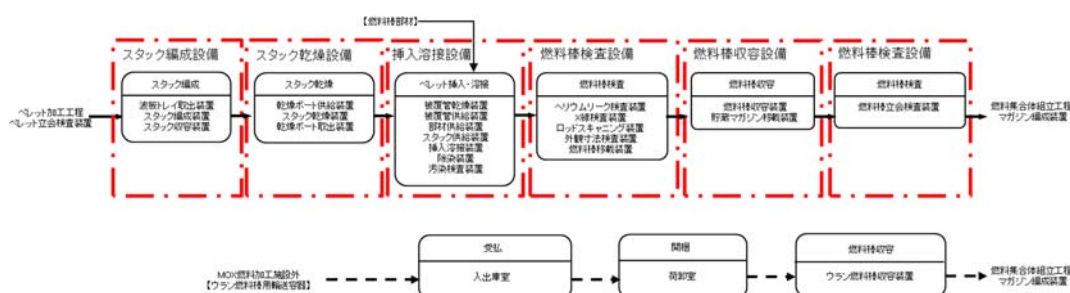 【燃料棒部材】
スタック編成設備
スタック乾燥設備
挿入溶接設備
燃料棒検査設備
燃料棒収容設備
燃料棒検査設備
スタック編成
波板トレイ取出装置
スタック編成装置
スタック収容装置
スタック乾燥
乾燥ボート供給装置
スタック乾燥装置
乾燥ボート取出装置
ペレット挿入・溶接
被覆管乾燥装置
被覆管供給装置
部材供給装置
スタック供給装置
挿入溶接装置
除染装置
汚染検査装置
燃料棒検査
ヘリウムリーク検査装置
X線検査装置
ロッドスキャニング装置
外観寸法検査装置
燃料棒移載装置
燃料棒収容
燃料棒収容装置
貯蔵マガジン移載装置
燃料棒検査
燃料棒立会検査装置
ペレット加工工程
ペレット立会検査装置
燃料集合体組立工程
マガジン編成装置
MOX燃料加工施設外
【ウラン燃料棒用輸送容器】
受払
入出庫室
開梱
荷卸室
燃料棒収容
ウラン燃料棒収容装置
燃料集合体組立工程
マガジン編成装置